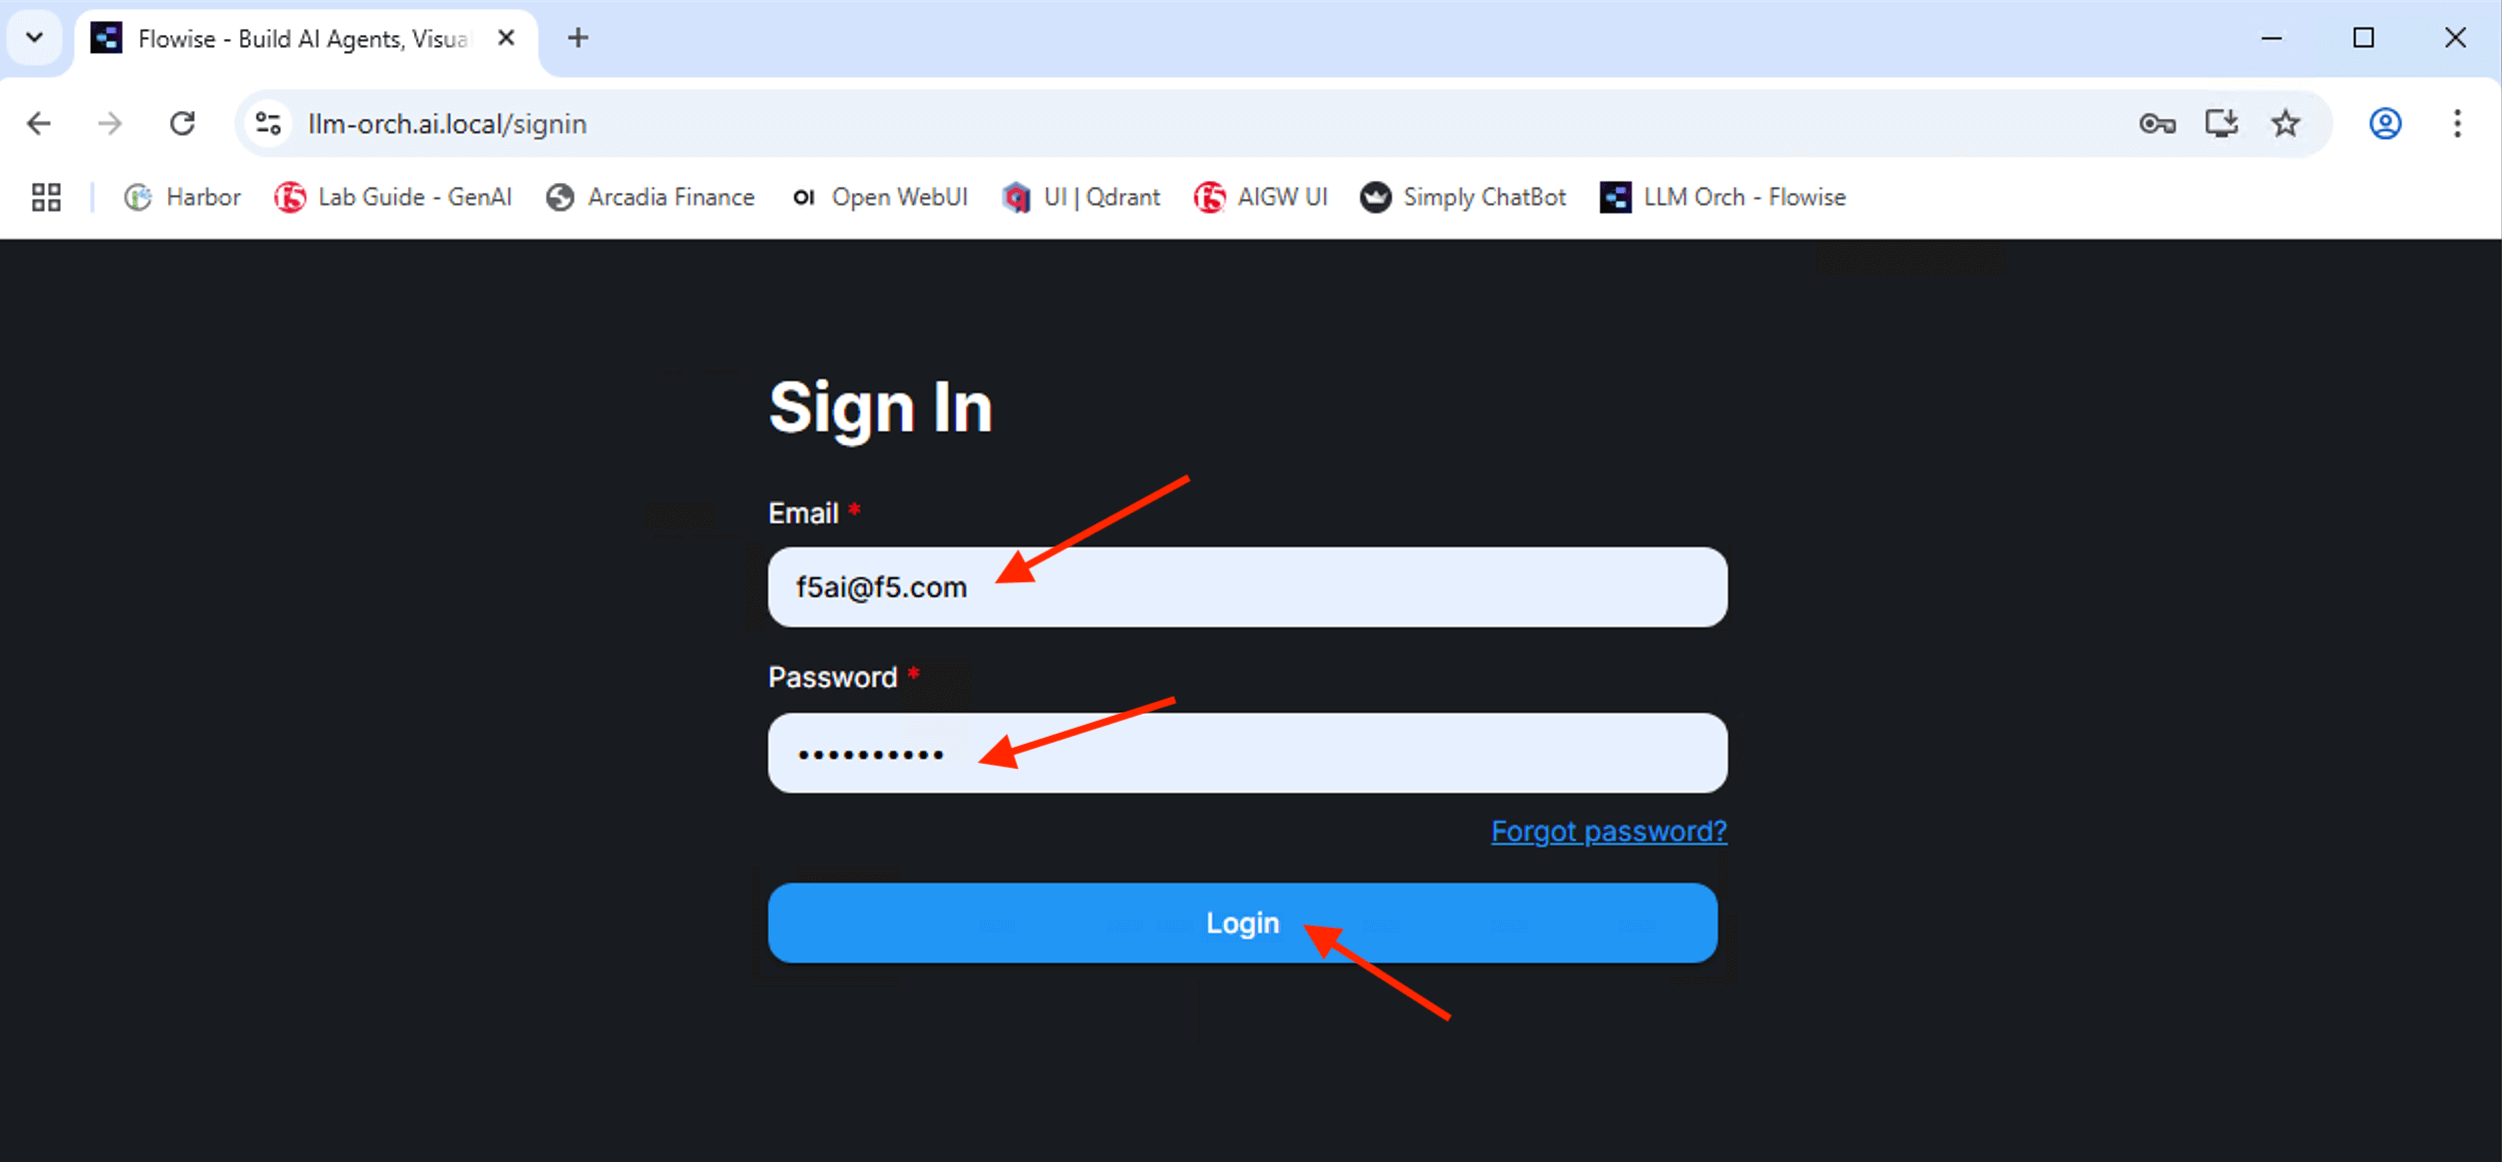 Flowise - Build AI Agents, Visua
llm-orch.ai.local/signin
Harbor Lab Guide - GenAI Arcadia Finance OI Open WebUI UI | Qdrant f5 AIGW UI Simply ChatBot LLM Orch - Flowise
Sign In
Email *
f5ai@f5.com
Password *
••••••••••
Forgot password?
Login